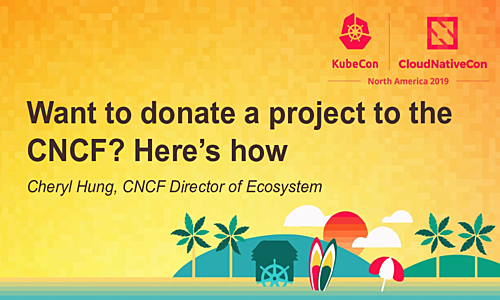 KubeCon
CloudNativeCon
North America 2019
Want to donate a project to the
CNCF? Here’s how
Cheryl Hung, CNCF Director of Ecosystem